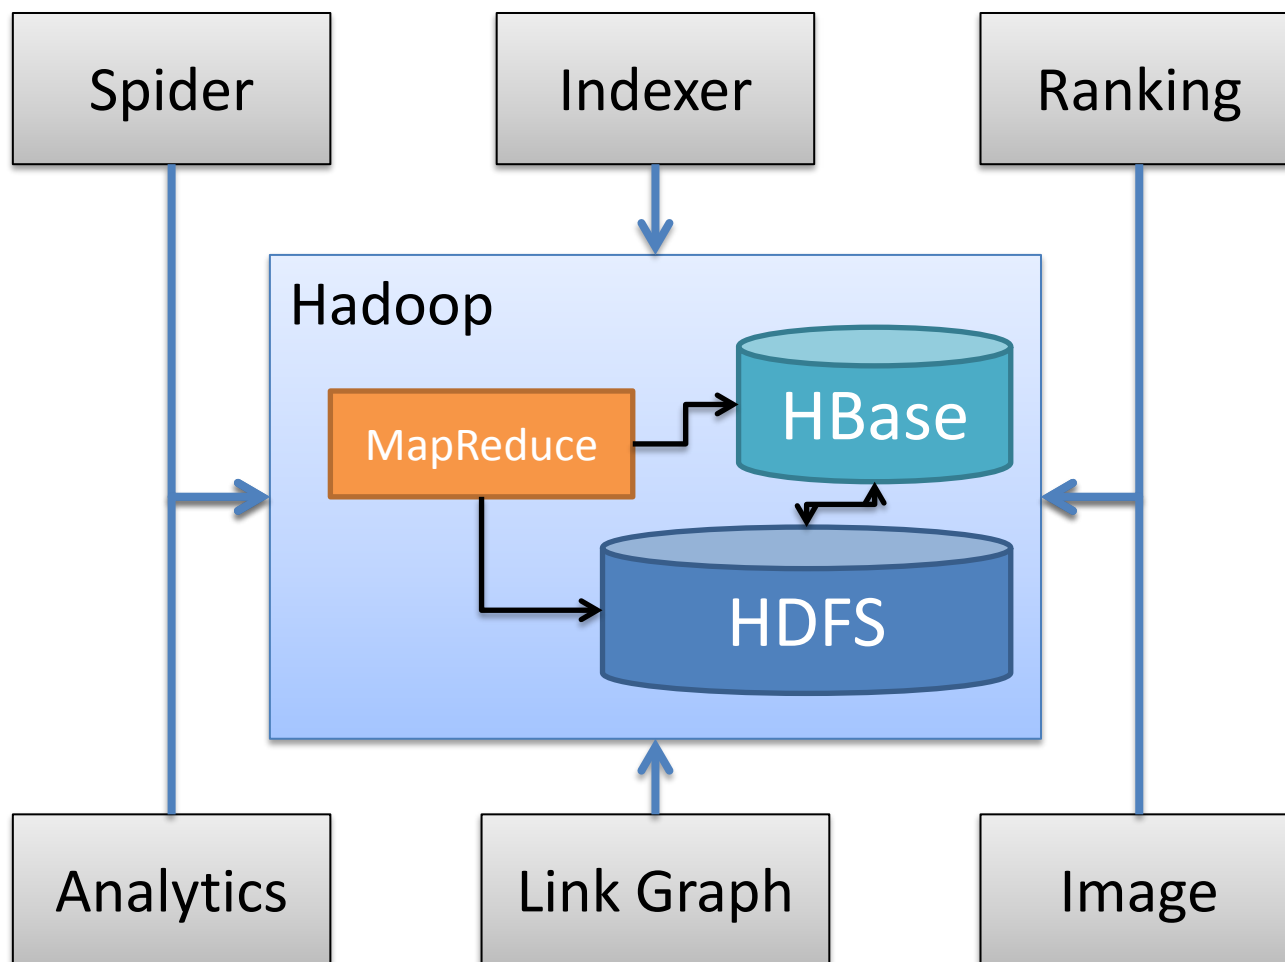 Spider
Indexer
Ranking
Hadoop
HBase
MapReduce
HDFS
Analytics
Link Graph
Image